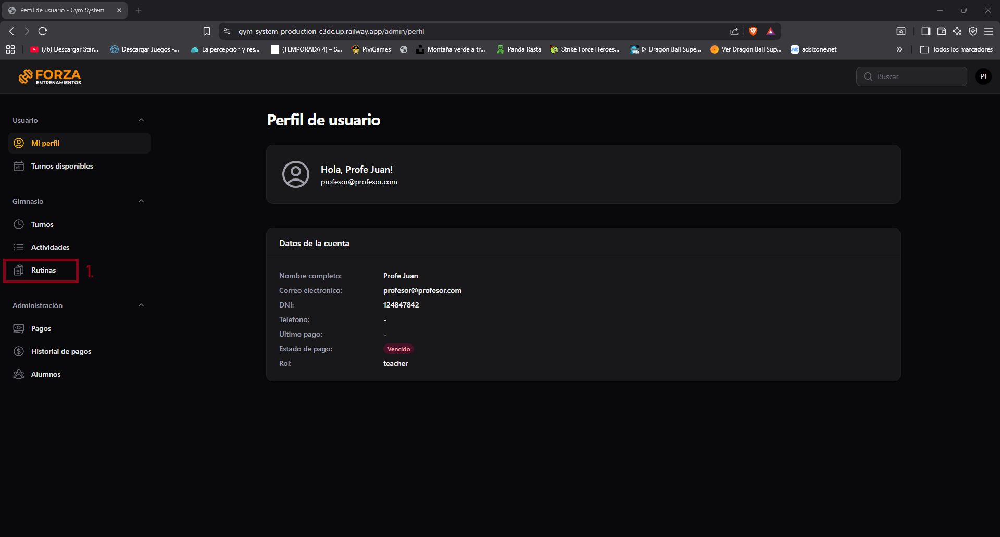 Perfil de usuario - Gym System
gym-system-production-c3dc.up.railway.app/admin/perfil
(76) Descargar Star...
Descargar Juegos -...
La percepción y res...
(TEMPORADA 4) – S...
PiviGames
Montaña verde a tr...
Panda Rasta
Strike Force Heroes...
ᐅ Dragon Ball Supe...
Ver Dragon Ball Sup...
adslzone.net
Todos los marcadores
FORZA
ENTRENAMIENTOS
Buscar
PJ
Usuario
Mi perfil
Turnos disponibles
Gimnasio
Turnos
Actividades
Rutinas
1.
Administración
Pagos
Historial de pagos
Alumnos
Perfil de usuario
Hola, Profe Juan!
profesor@profesor.com
Datos de la cuenta
Nombre completo: Profe Juan
Correo electronico: profesor@profesor.com
DNI: 124847842
Telefono: -
Ultimo pago: -
Estado de pago: Vencido
Rol: teacher